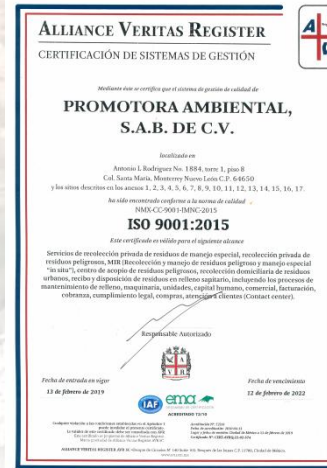 ALLIANCE VERITAS REGISTER
CERTIFICACIÓN DE SISTEMAS DE GESTIÓN
Mediante éste se certifica que el sistema de gestión de calidad de
PROMOTORA AMBIENTAL,
S.A.B. DE C.V.
localizado en
Antonio L. Rodríguez No. 1884, torre 1, piso 8
Col. Santa María, Monterrey Nuevo León C.P. 64650
y los sitios descritos en los anexos 1, 2, 3, 4, 5, 6, 7, 8, 9, 10, 11, 12, 13, 14, 15, 16, 17.
ha sido encontrado conforme a la norma de calidad
NMX-CC-9001-IMNC-2015
ISO 9001:2015
Este certificado es válido para el siguiente alcance
Servicios de recolección privada de residuos de manejo especial, recolección privada de
residuos peligrosos, MIR (Recolección y manejo de residuos peligroso y manejo especial
"in situ"), centro de acopio de residuos peligrosos, recolección domiciliaria de residuos
urbanos, recibo y disposición de residuos en relleno sanitario, incluyendo los procesos de
mantenimiento de relleno, maquinaria, unidades, capital humano, comercial, facturación,
cobranza, cumplimiento legal, compras, atención a clientes (Contact center).
Responsable Autorizado
Fecha de entrada en vigor
13 de febrero de 2019
Fecha de vencimiento
12 de febrero de 2022
IAF
ema
ACREDITADO 72/10